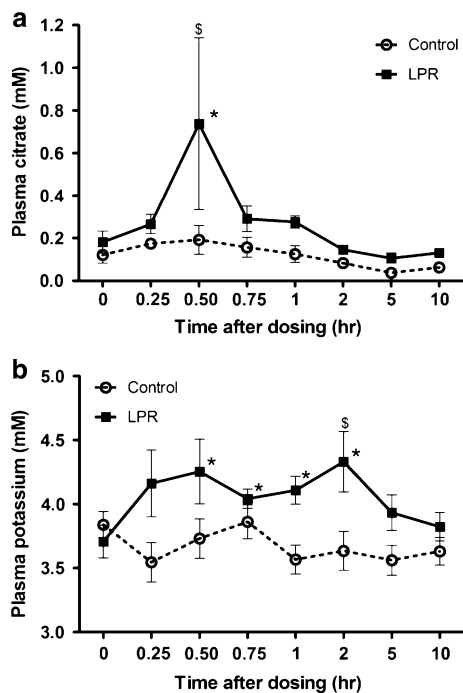 a
$
*
Control
LPR
1.2
1.0
0.8
0.6
0.4
0.2
0.0
Plasma citrate (mM)
0 0.25 0.50 0.75 1 2 5 10
Time after dosing (hr)
b
Control
LPR
$
* * * *
5.0
4.5
4.0
3.5
3.0
Plasma potassium (mM)
0 0.25 0.50 0.75 1 2 5 10
Time after dosing (hr)